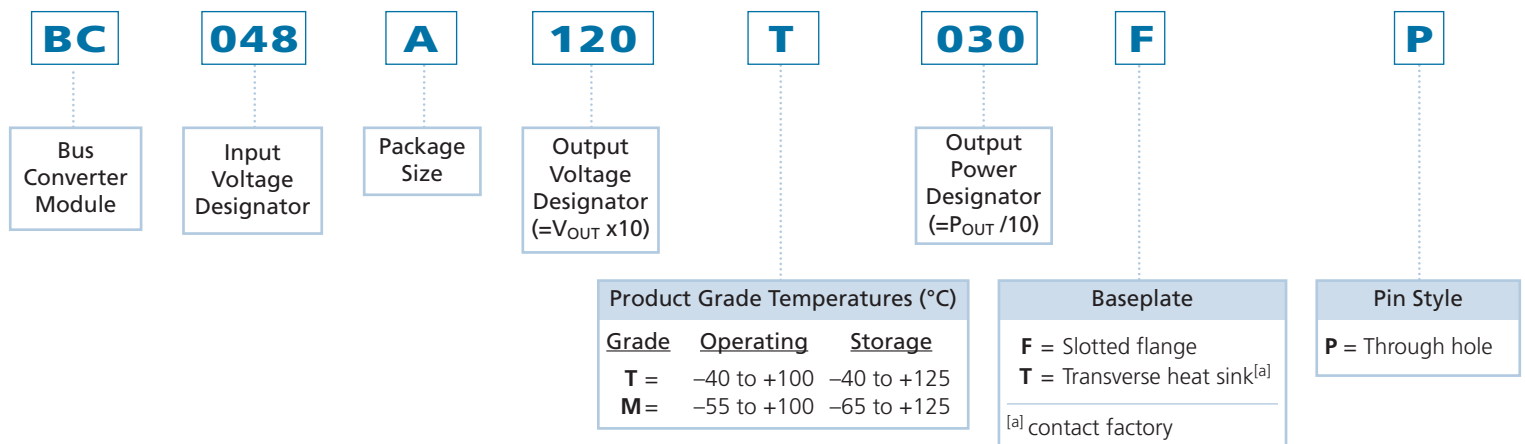 BC 048 A 120 T 030 F P
Bus
Converter
Module
Input
Voltage
Designator
Package
Size
Output
Voltage
Designator
(=VOUT x10)
Output
Power
Designator
(=POUT /10)
Product Grade Temperatures (°C)
Grade Operating Storage
T = –40 to +100 –40 to +125
M = –55 to +100 –65 to +125
Baseplate
F = Slotted flange
T = Transverse heat sink[a]
[a] contact factory
Pin Style
P = Through hole